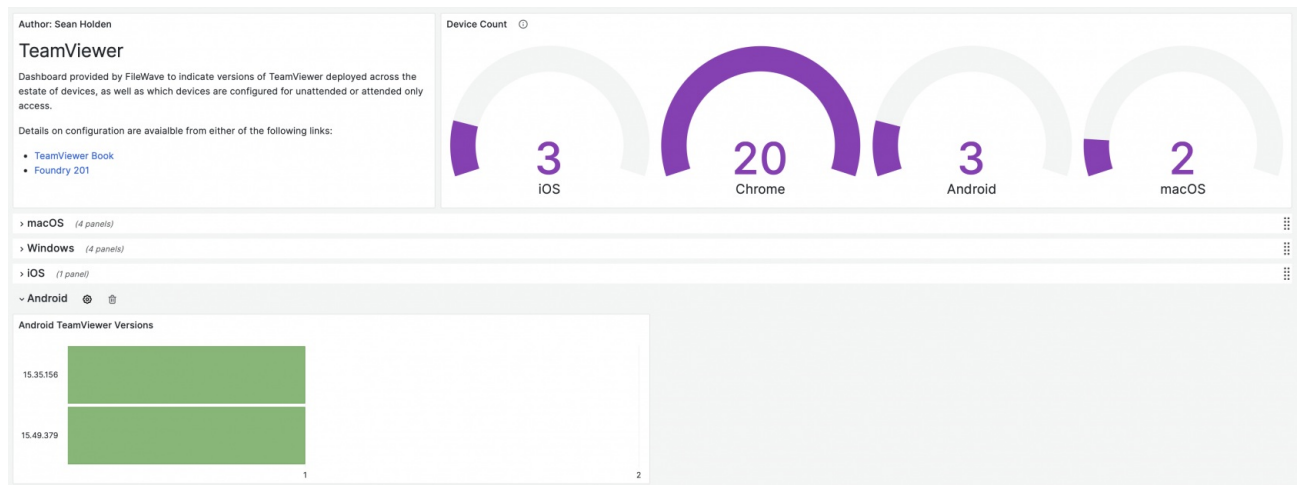 Author: Sean Holden
TeamViewer
Dashboard provided by FileWave to indicate versions of TeamViewer deployed across the
estate of devices, as well as which devices are configured for unattended or attended only
access.
Details on configuration are avaialble from either of the following links:
TeamViewer Book
Foundry 201
Device Count
3
iOS
20
Chrome
3
Android
2
macOS
macOS (4 panels)
Windows (4 panels)
iOS (1 panel)
Android
Android TeamViewer Versions
15.35.156
15.49.379
1
2